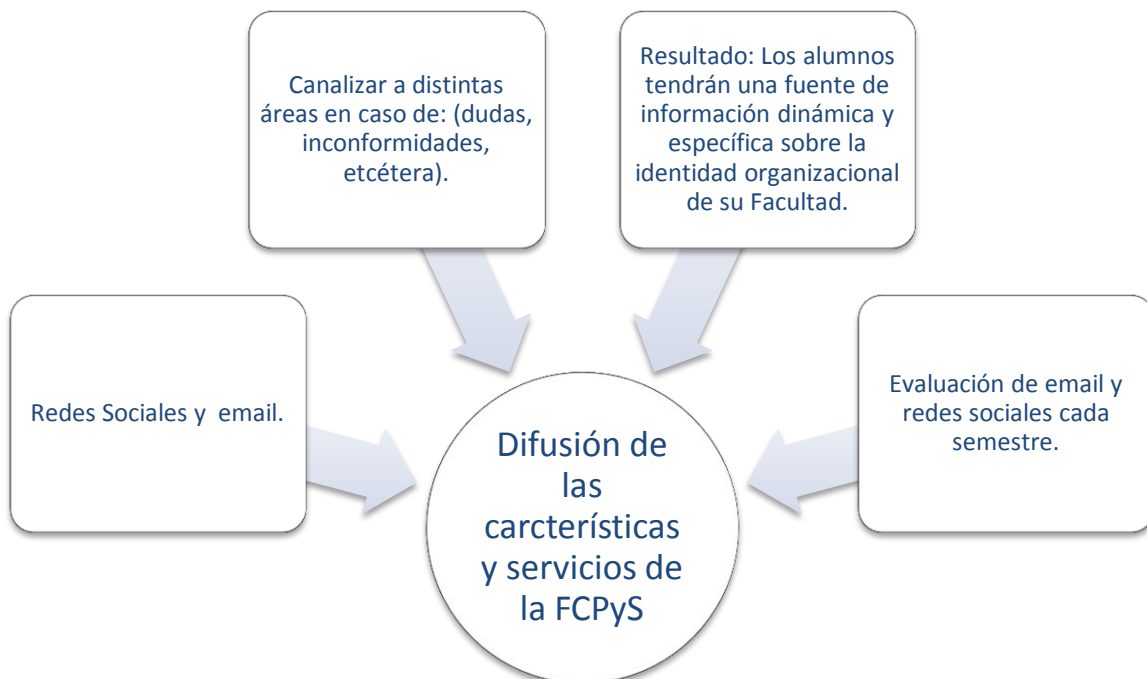 Canalizar a distintas
áreas en caso de: (dudas,
inconformidades,
etcétera).
Resultado: Los alumnos
tendrán una fuente de
información dinámica y
específica sobre la
identidad organizacional
de su Facultad.
Redes Sociales y  email.
Evaluación de email y
redes sociales cada
semestre.
Difusión de
las
carcterísticas
y servicios de
la FCPyS